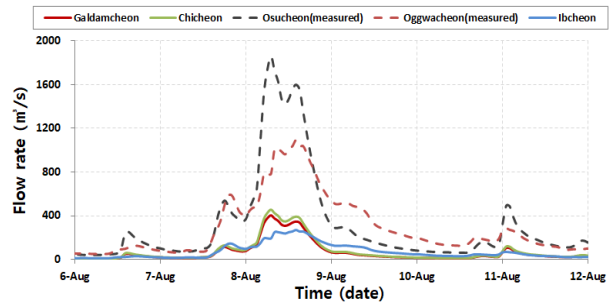 Galdamcheon Chicheon Osucheon(measured) Oggwacheon(measured) Ibcheon
Flow rate (m³/s)
2000
1600
1200
800
400
0
6-Aug 7-Aug 8-Aug 9-Aug 10-Aug 11-Aug 12-Aug
Time (date)